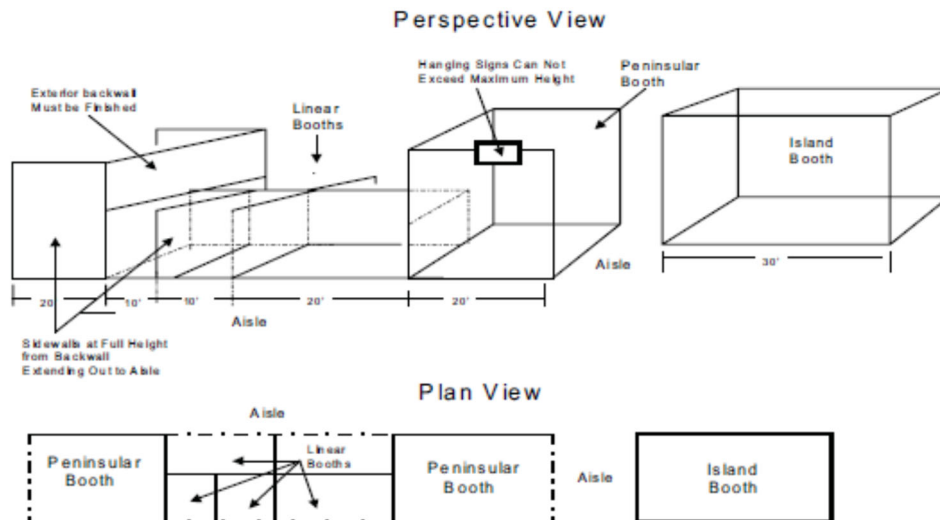 Perspective View
Hanging Signs Can Not
Exceed Maximum Height
Peninsular
Booth
Exterior backwall
Must be Finished
Linear
Booths
Island
Booth
Aisle
30'
20'
10'
10'
20'
20'
Aisle
Sidewalls at Full Height
from Backwall
Extending Out to Aisle
Plan View
Aisle
Peninsular
Booth
Linear
Booths
Peninsular
Booth
Aisle
Island
Booth